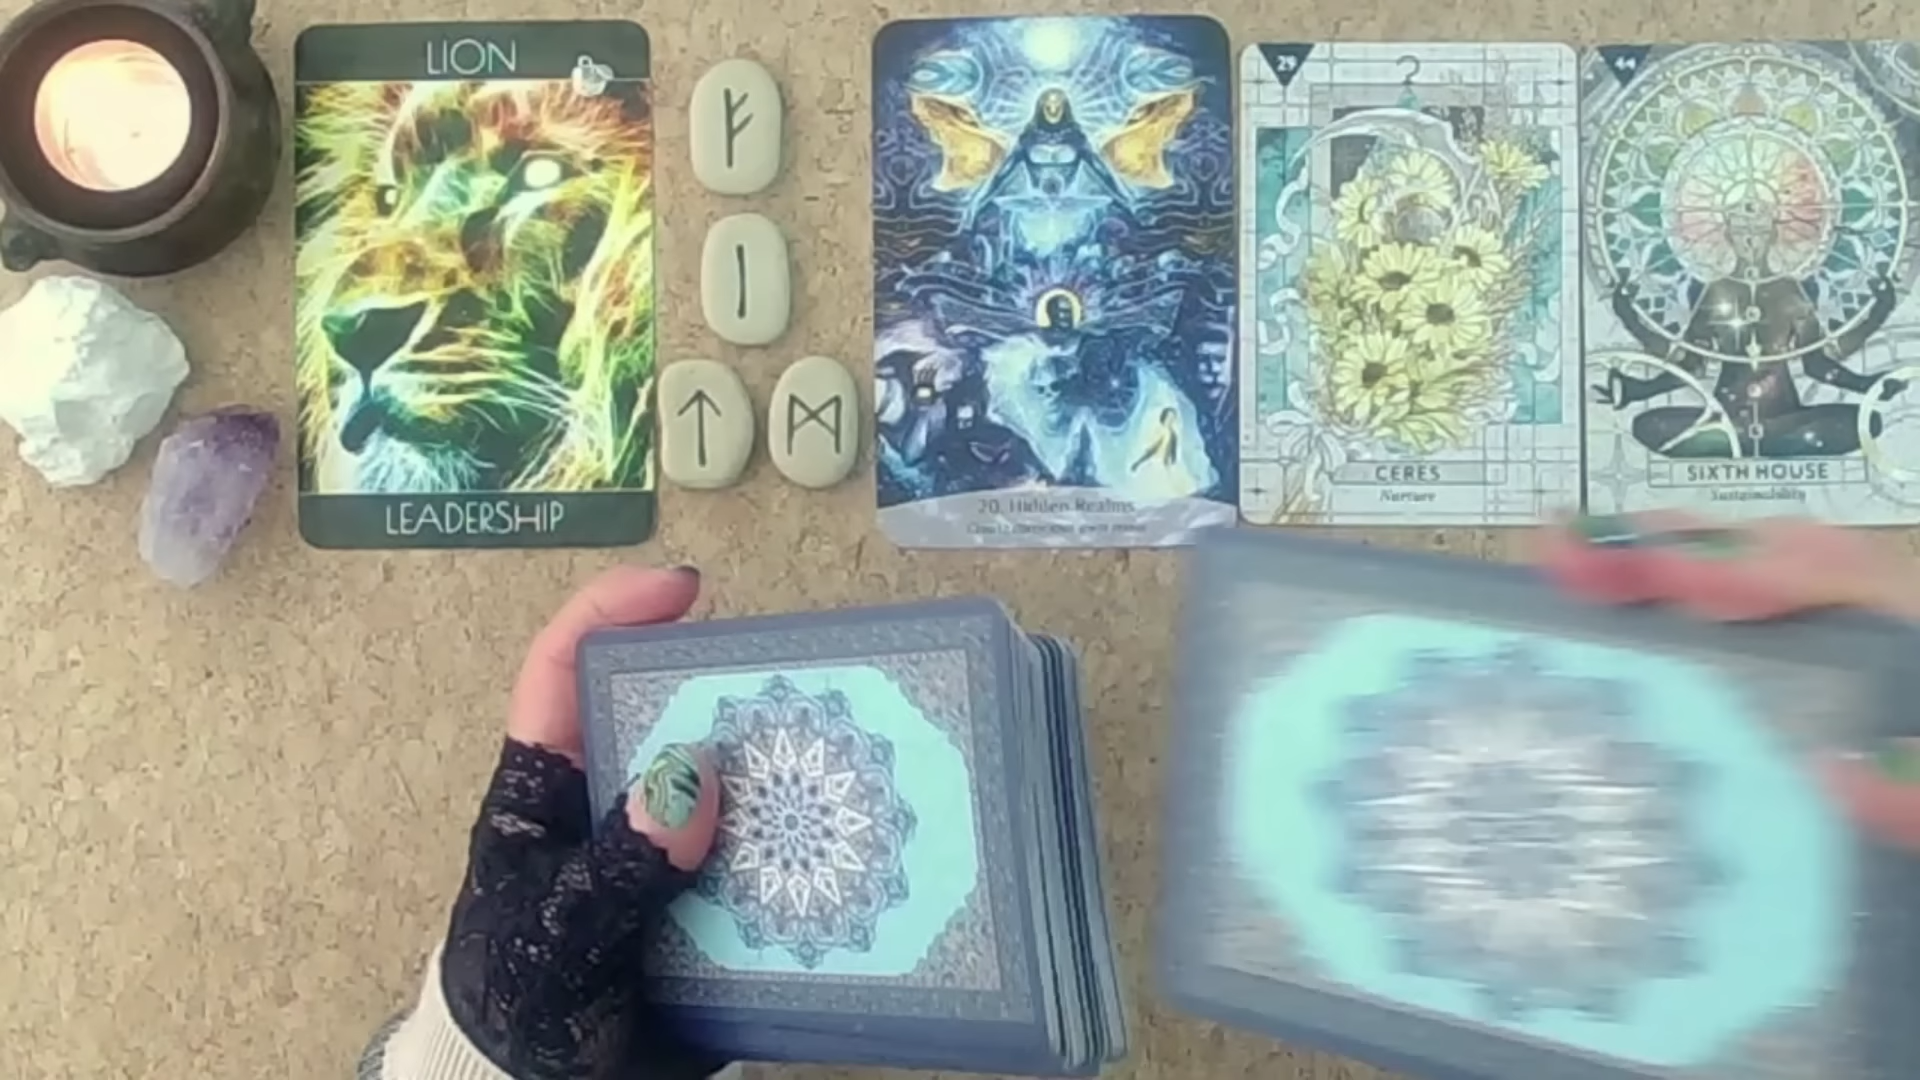 LION
LEADERSHIP
ᚠ
ᛁ
ᛏ
ᛗ
20. Hidden Realms
29
CERES
Nurture
44
SIXTH HOUSE
Sustainability